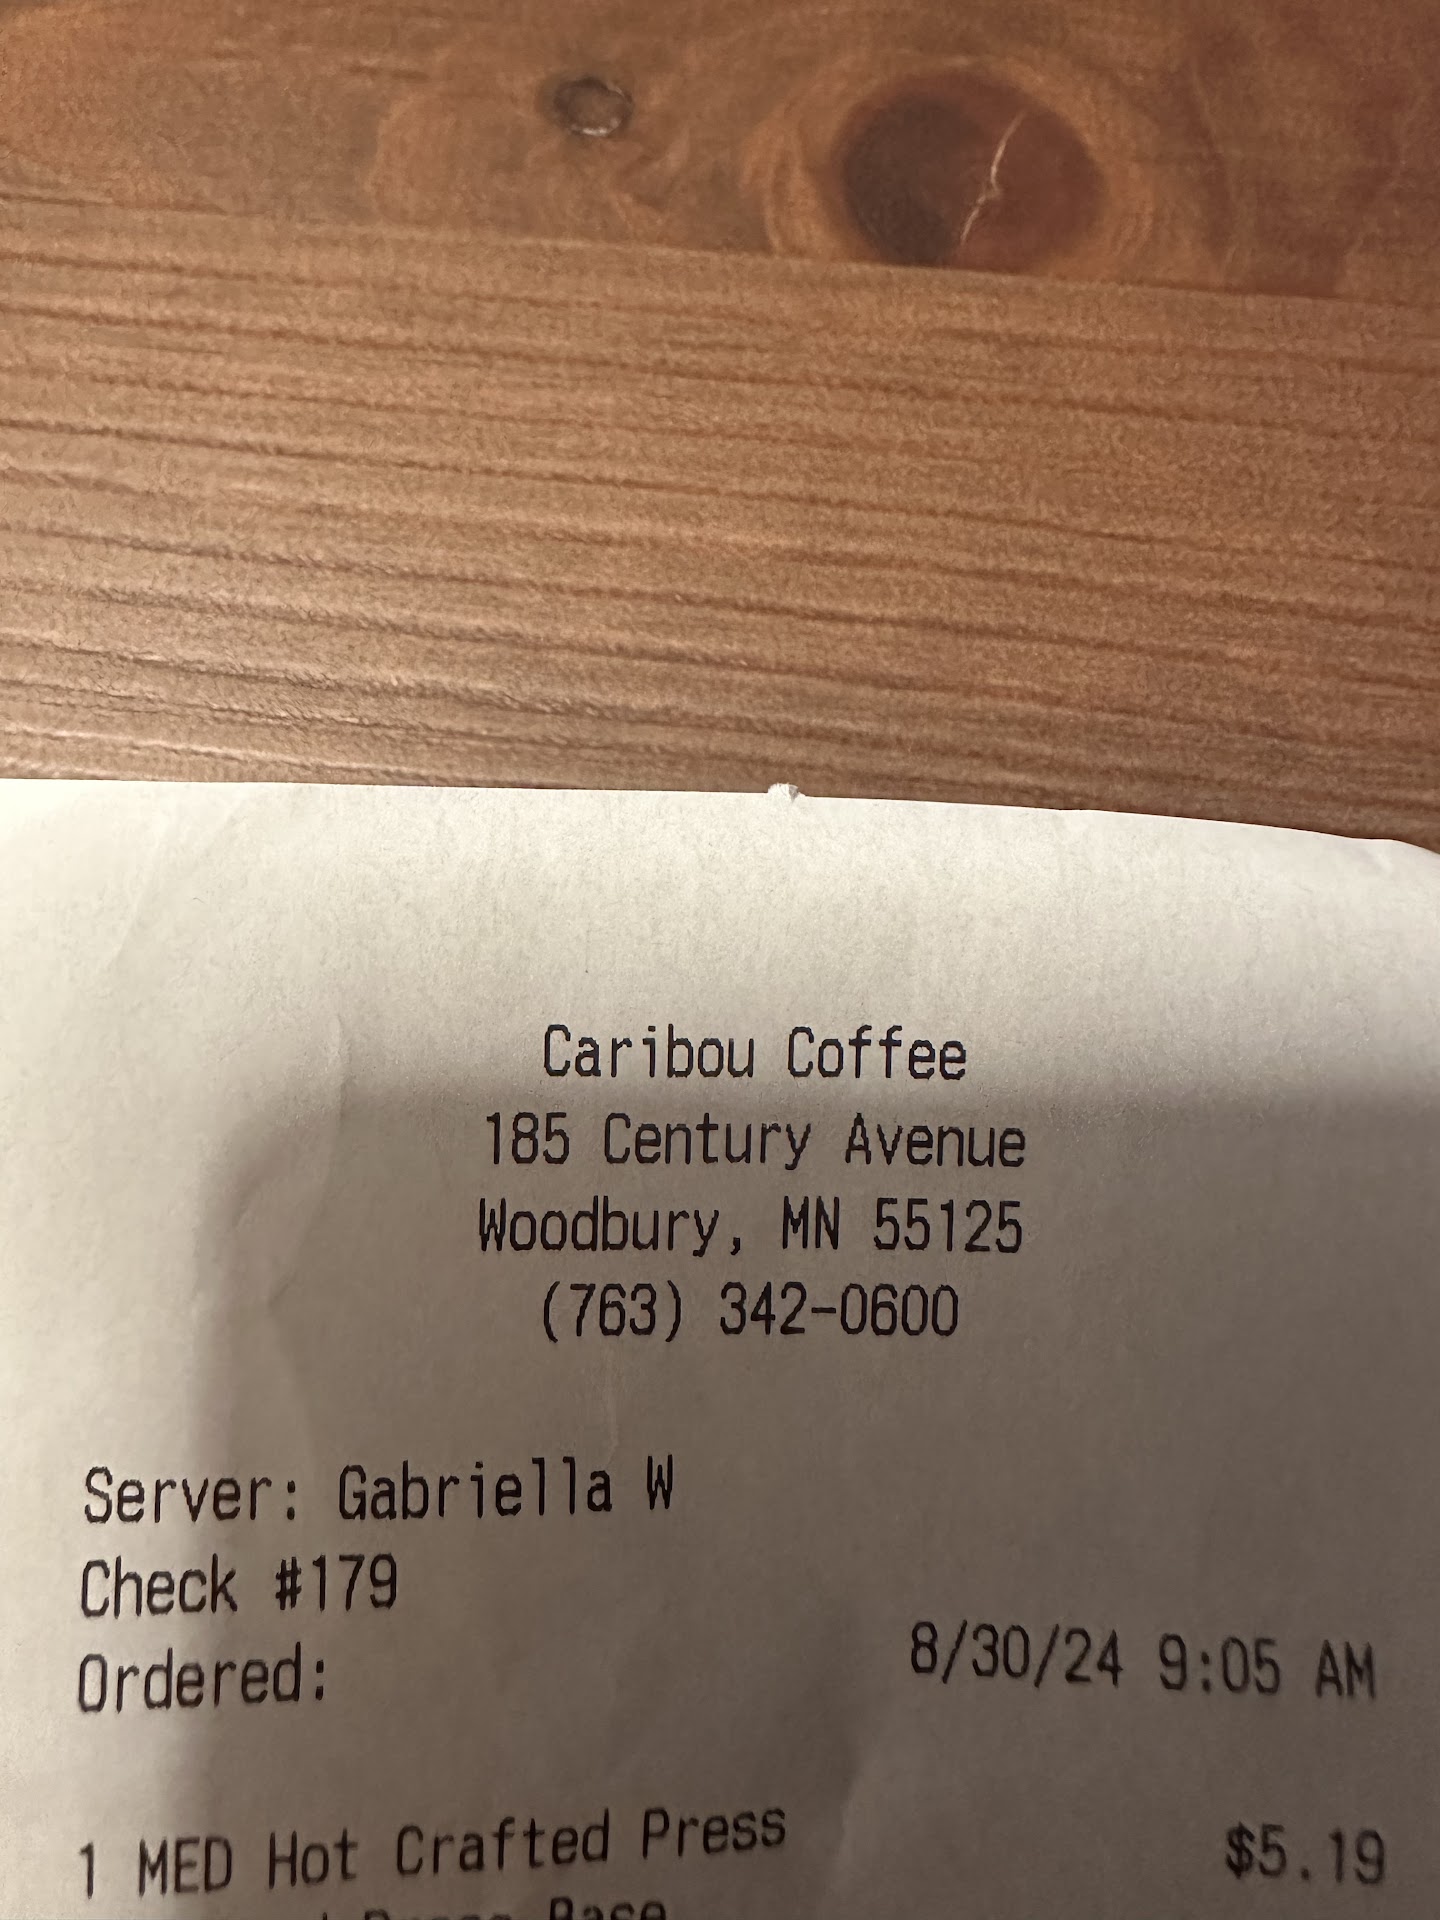 Caribou Coffee
185 Century Avenue
Woodbury, MN 55125
(763) 342-0600
Server: Gabriella W
Check #179
Ordered: 8/30/24 9:05 AM
1 MED Hot Crafted Press $5.19
Base